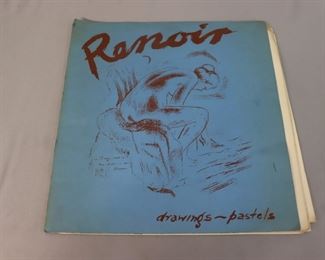 Renoir
drawings ~ pastels